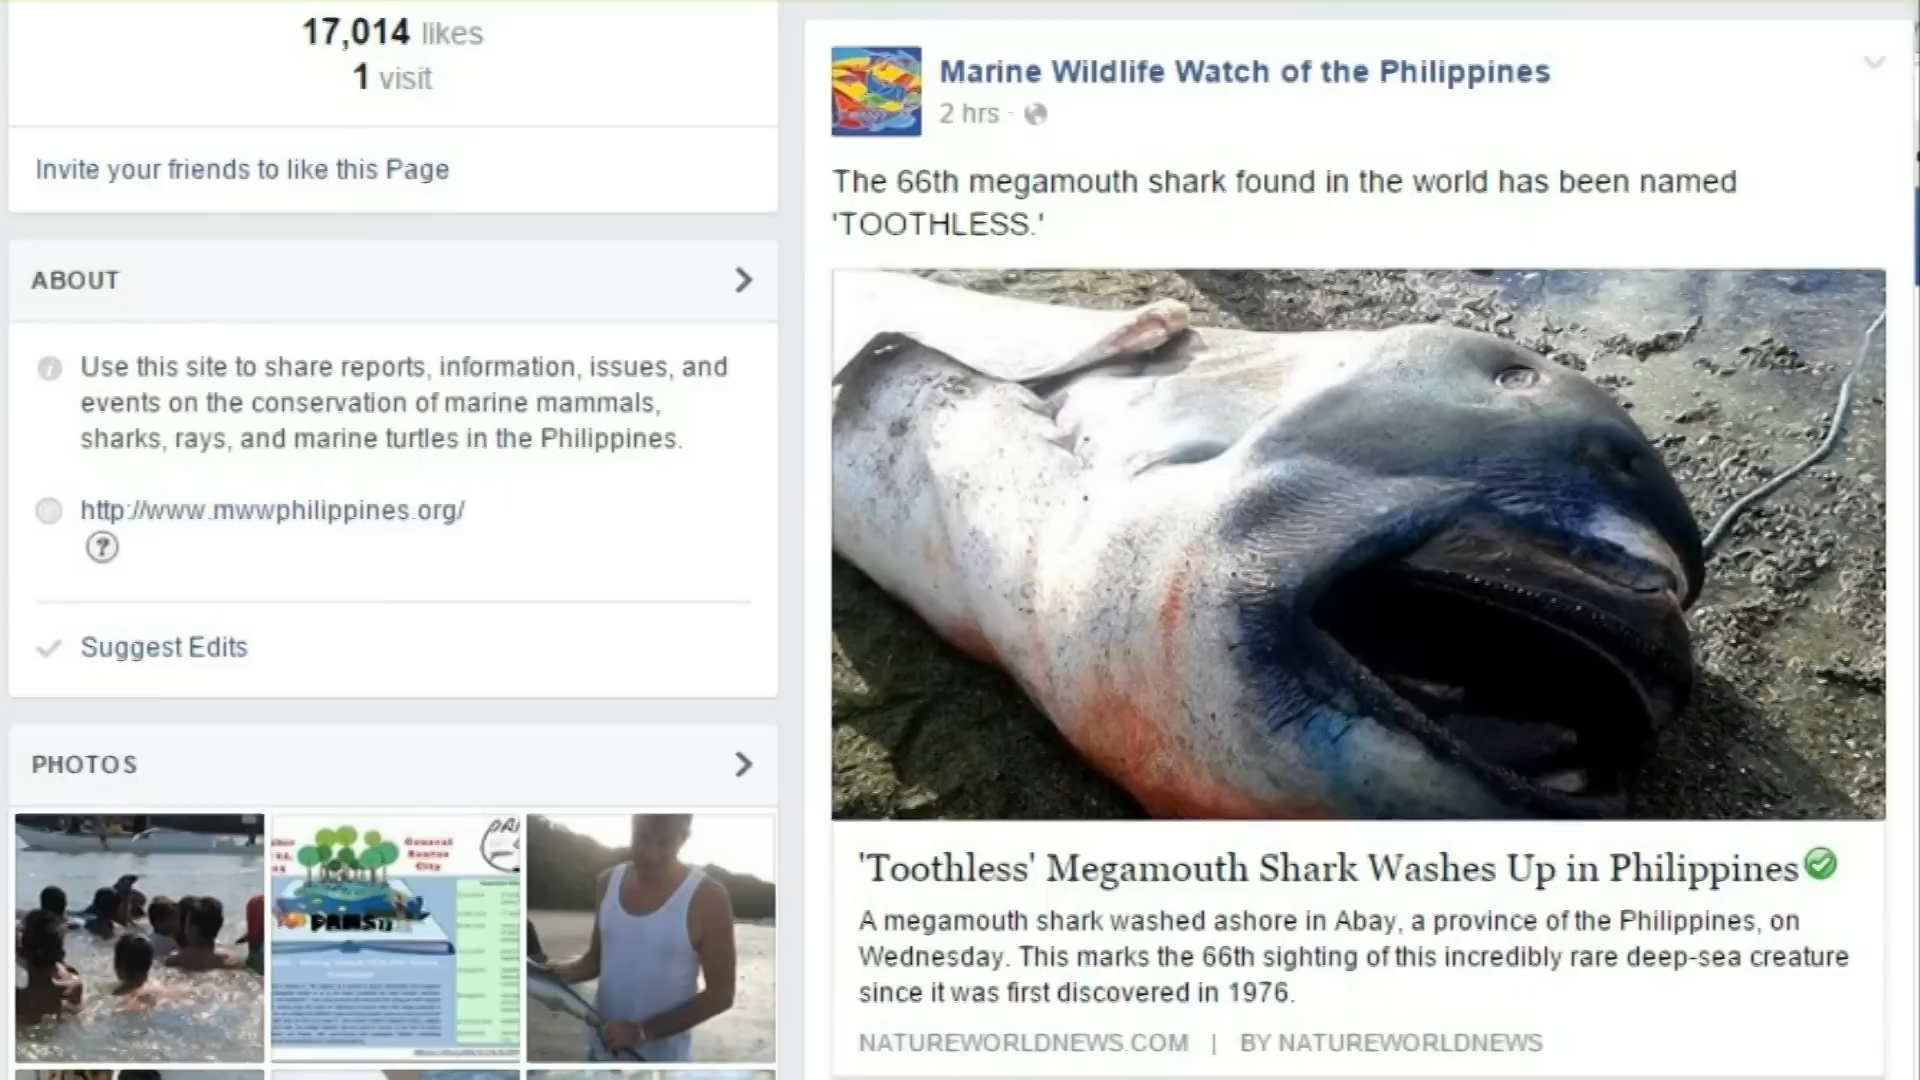 17,014 likes
1 visit
Invite your friends to like this Page
ABOUT
Use this site to share reports, information, issues, and
events on the conservation of marine mammals,
sharks, rays, and marine turtles in the Philippines.
http://www.mwwphilippines.org/
?
Suggest Edits
PHOTOS
General
Santos
City
Marine Wildlife Watch of the Philippines
2 hrs ·
The 66th megamouth shark found in the world has been named
'TOOTHLESS.'
'Toothless' Megamouth Shark Washes Up in Philippines
A megamouth shark washed ashore in Abay, a province of the Philippines, on
Wednesday. This marks the 66th sighting of this incredibly rare deep-sea creature
since it was first discovered in 1976.
NATUREWORLDNEWS.COM | BY NATUREWORLDNEWS